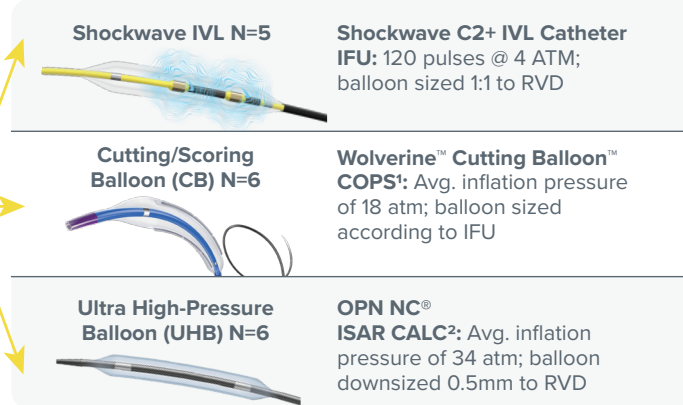 Shockwave IVL N=5
Shockwave C2+ IVL Catheter
IFU: 120 pulses @ 4 ATM;
balloon sized 1:1 to RVD
Cutting/Scoring
Balloon (CB) N=6
Wolverine™ Cutting Balloon™
COPS¹: Avg. inflation pressure
of 18 atm; balloon sized
according to IFU
Ultra High-Pressure
Balloon (UHB) N=6
OPN NC®
ISAR CALC²: Avg. inflation
pressure of 34 atm; balloon
downsized 0.5mm to RVD